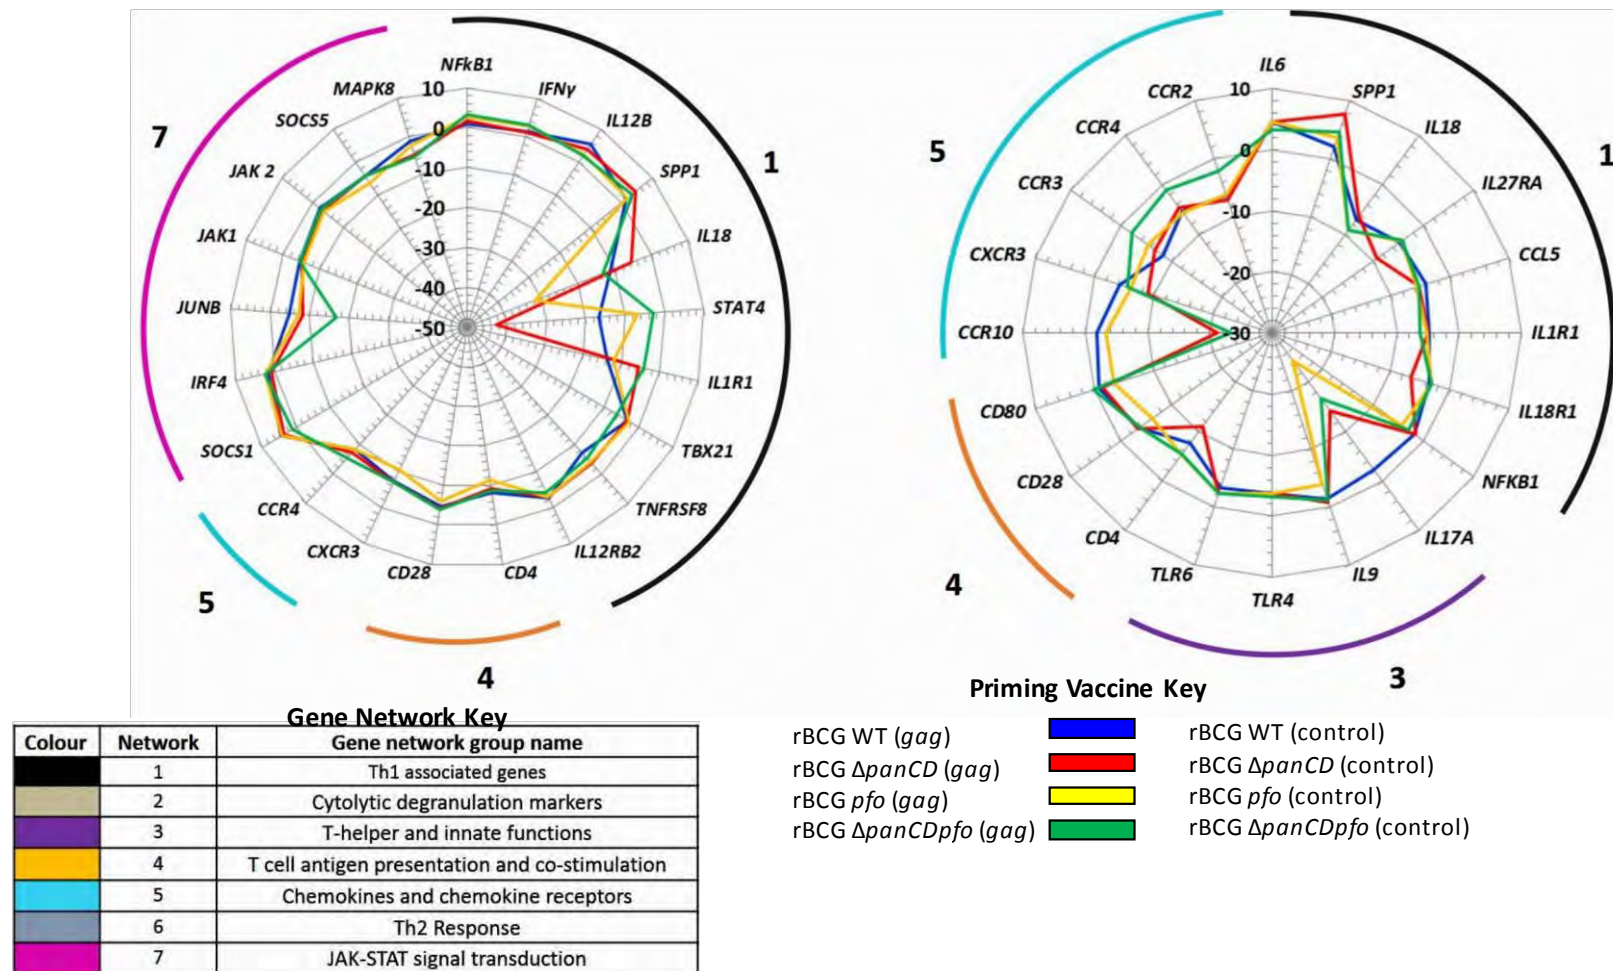 NFkB1
IFNγ
IL12B
SPP1
IL18
STAT4
IL1R1
TBX21
TNFRSF8
IL12RB2
CD4
CD28
CXCR3
CCR4
SOCS1
IRF4
JUNB
JAK1
JAK 2
SOCS5
MAPK8
10
0
-10
-20
-30
-40
-50
1
4
5
7
IL6
SPP1
IL18
IL27RA
CCL5
IL1R1
IL18R1
NFKB1
IL17A
IL9
TLR4
TLR6
CD4
CD28
CD80
CCR10
CXCR3
CCR3
CCR4
CCR2
10
0
-10
-20
-30
1
3
4
5
Gene Network Key
Colour Network Gene network group name
1 Th1 associated genes
2 Cytolytic degranulation markers
3 T-helper and innate functions
4 T cell antigen presentation and co-stimulation
5 Chemokines and chemokine receptors
6 Th2 Response
7 JAK-STAT signal transduction
Priming Vaccine Key
rBCG WT (gag) rBCG WT (control)
rBCG ΔpanCD (gag) rBCG ΔpanCD (control)
rBCG pfo (gag) rBCG pfo (control)
rBCG ΔpanCDpfo (gag) rBCG ΔpanCDpfo (control)